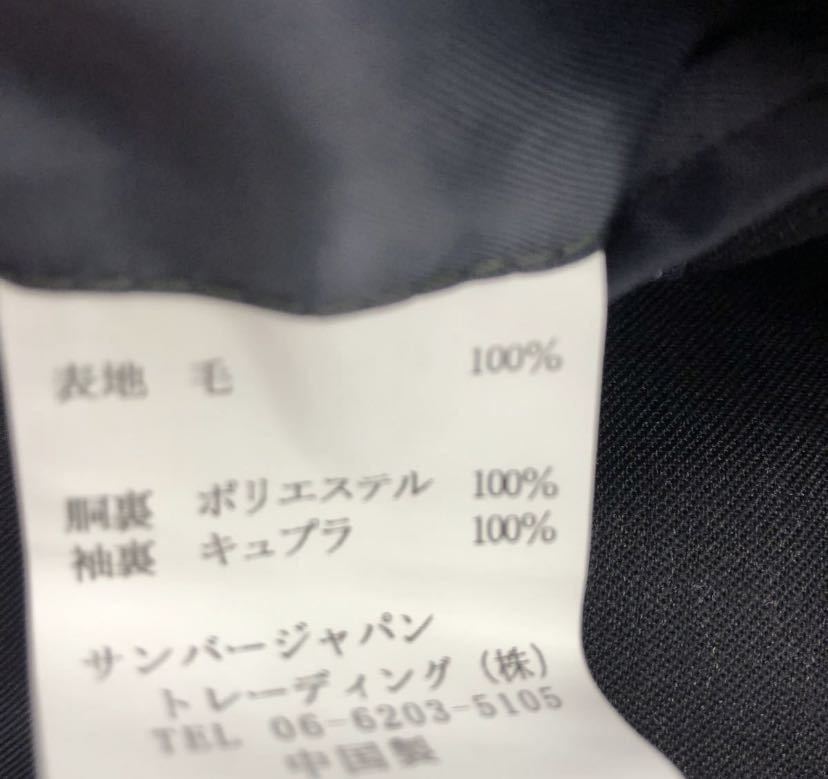 表地 毛 100%
胴裏 ポリエステル 100%
袖裏 キュプラ 100%
サンバージャパン
トレーディング (株)
TEL 06-6203-5105
中国製